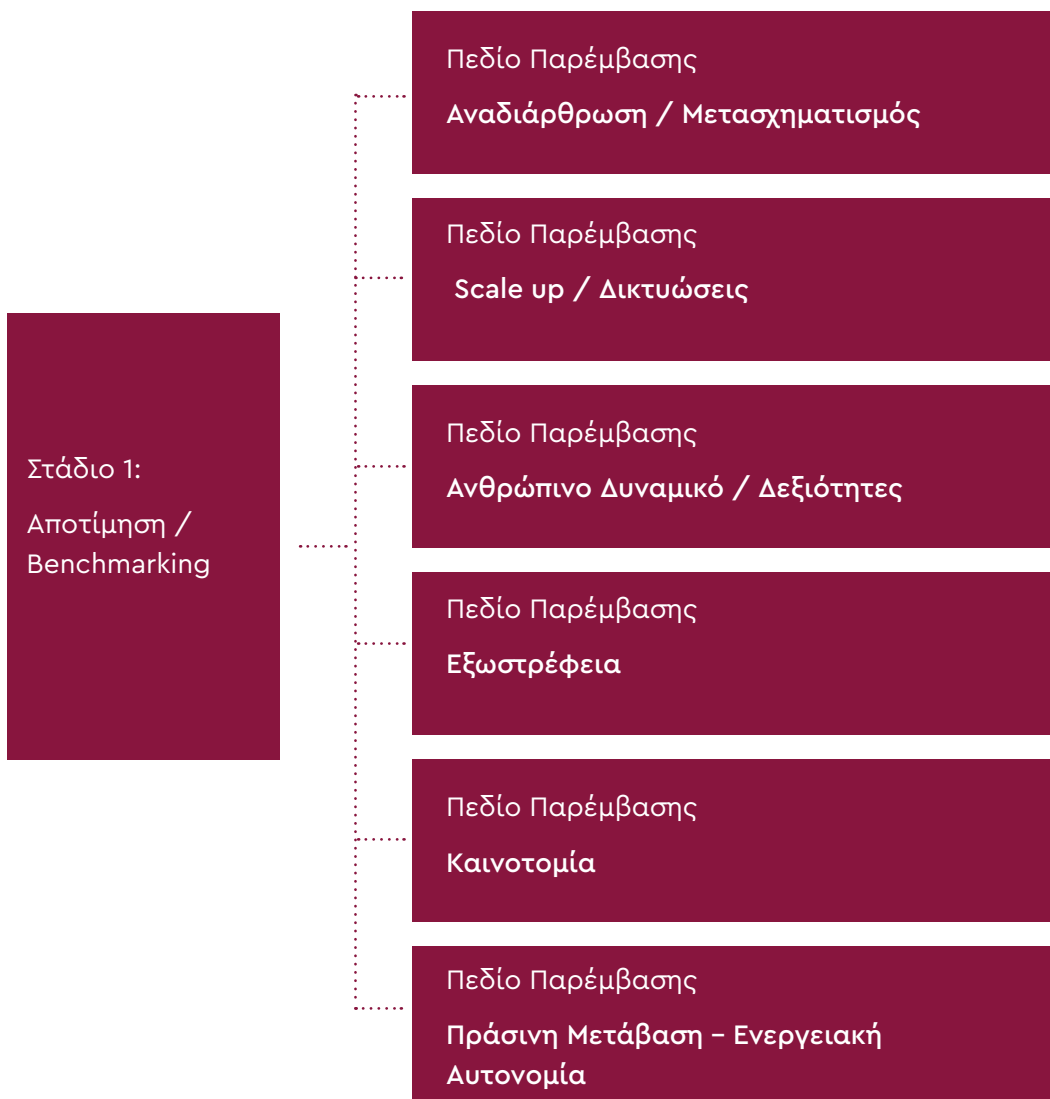 Στάδιο 1:
Αποτίμηση /
Benchmarking
Πεδίο Παρέμβασης
Αναδιάρθρωση / Μετασχηματισμός
Πεδίο Παρέμβασης
Scale up / Δικτυώσεις
Πεδίο Παρέμβασης
Ανθρώπινο Δυναμικό / Δεξιότητες
Πεδίο Παρέμβασης
Εξωστρέφεια
Πεδίο Παρέμβασης
Καινοτομία
Πεδίο Παρέμβασης
Πράσινη Μετάβαση – Ενεργειακή
Αυτονομία